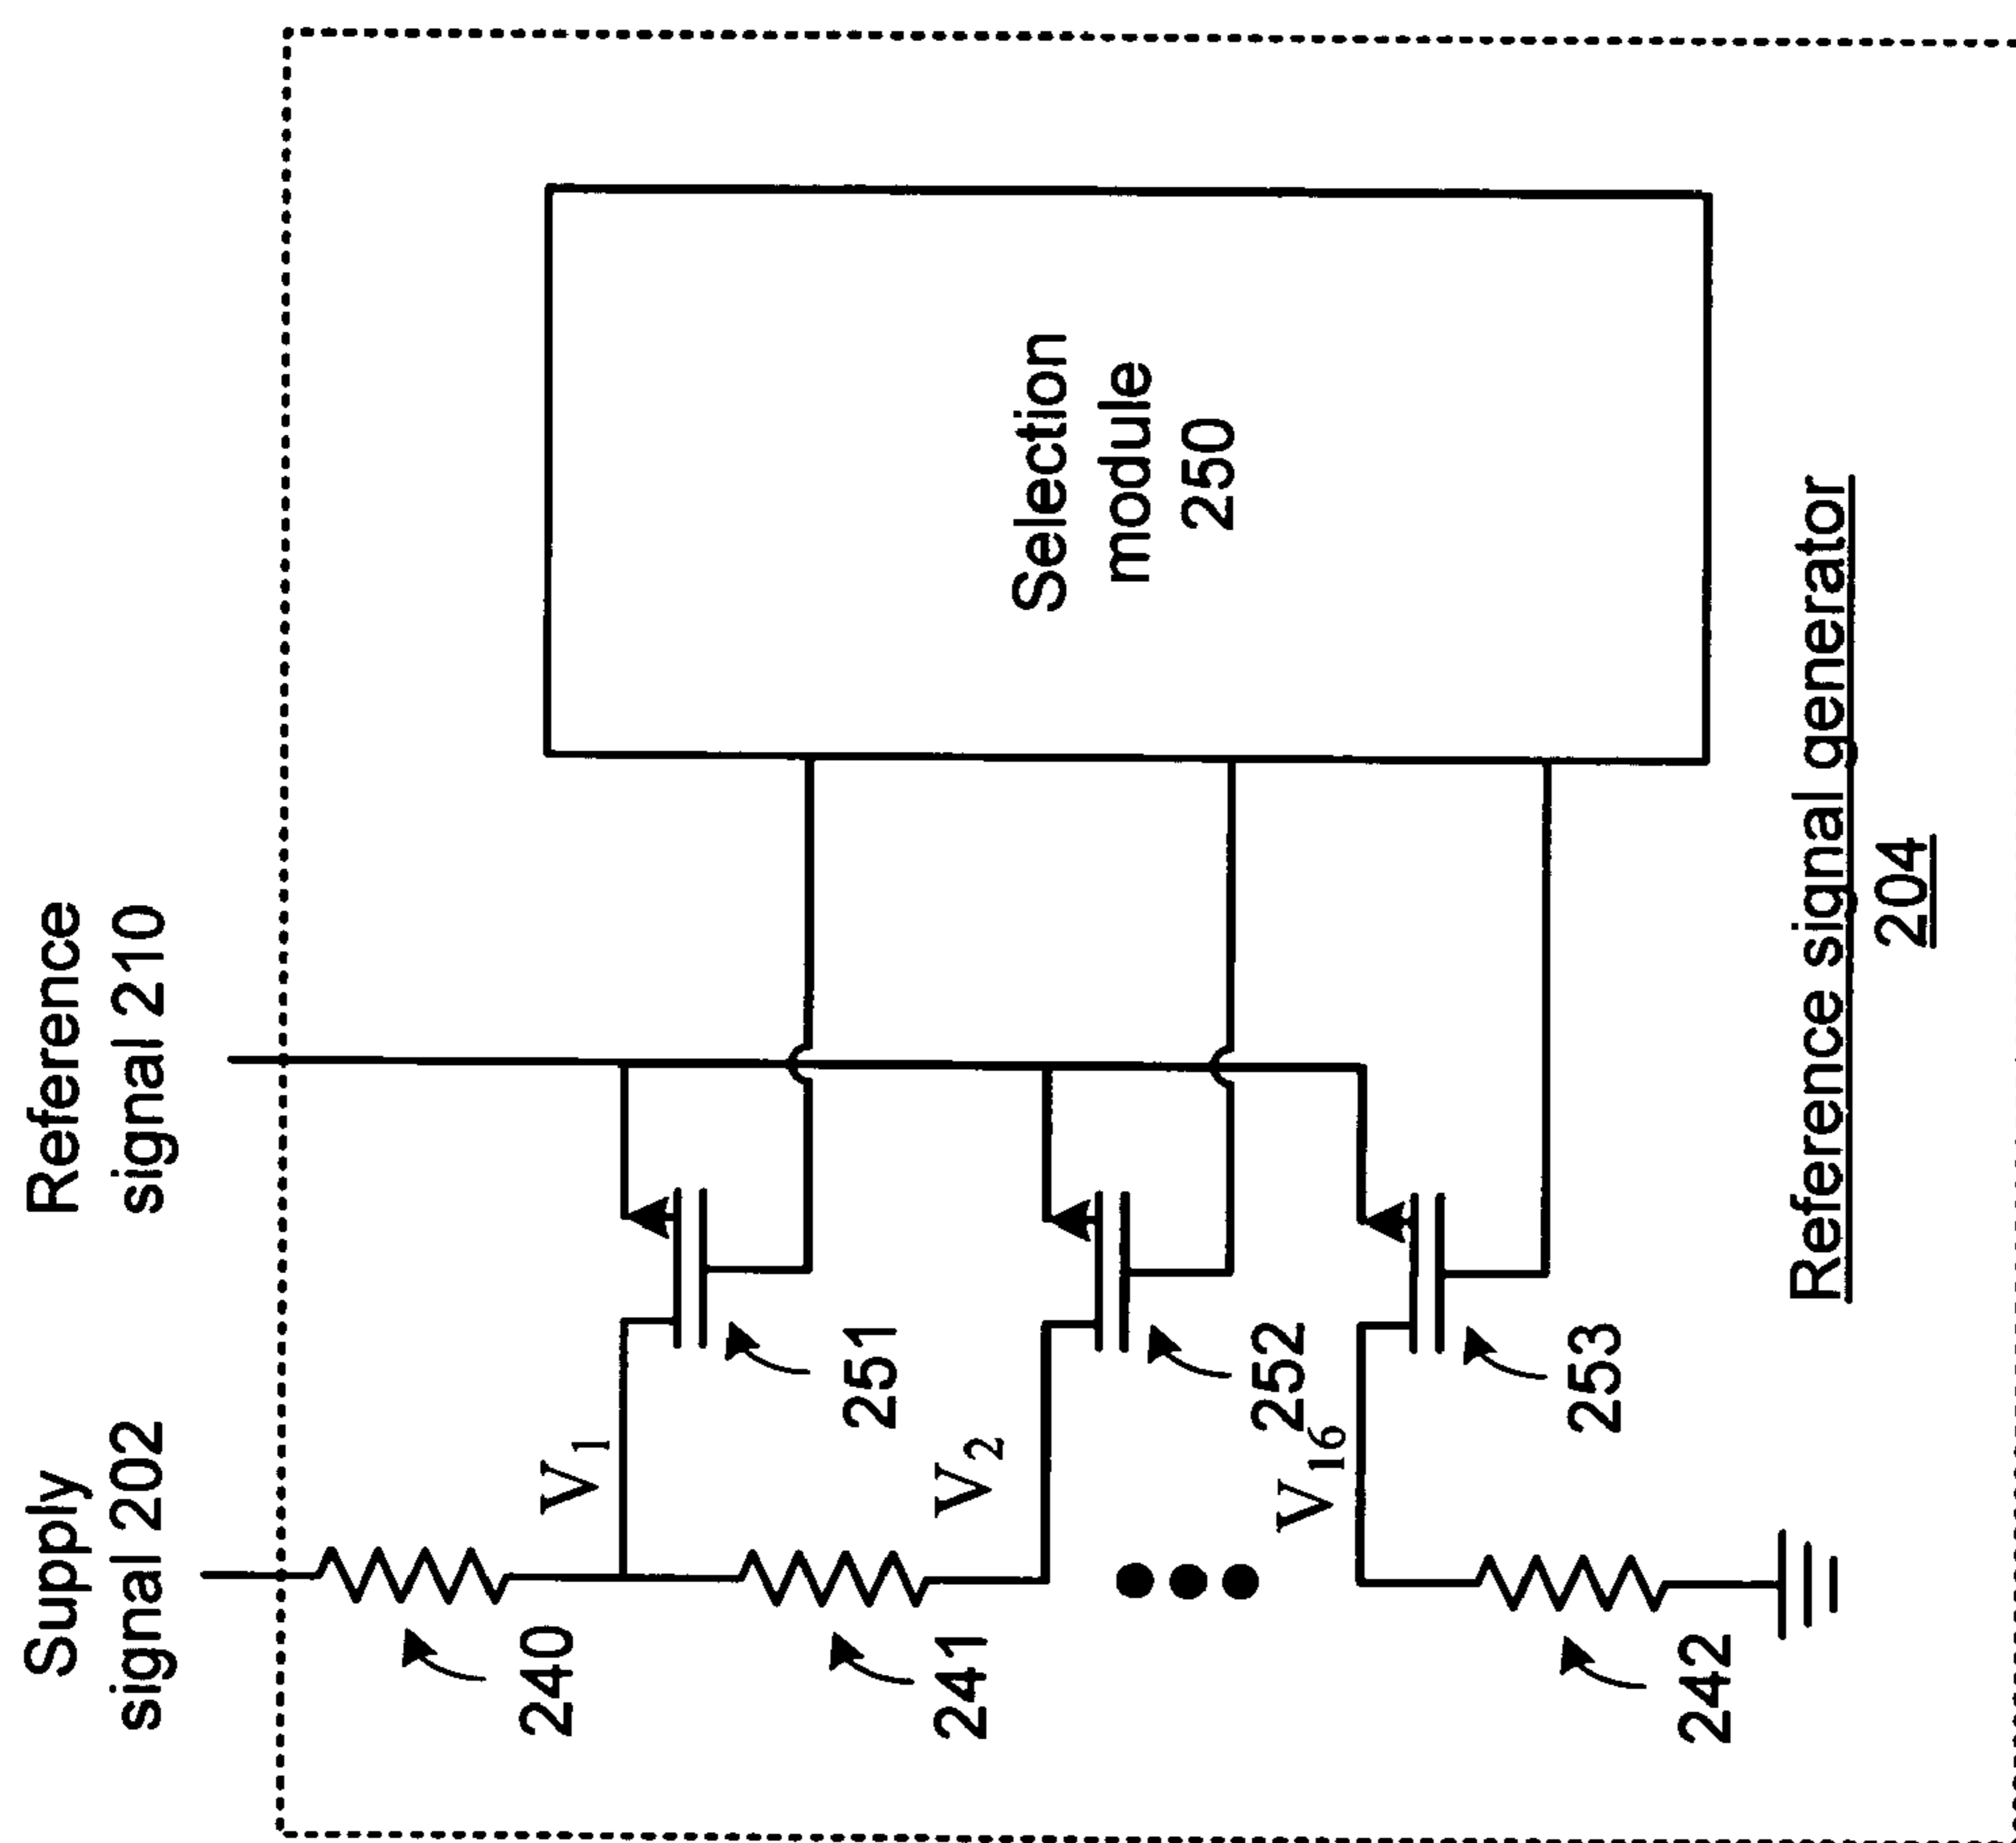 Supply
signal 202
Reference
signal 210
240
V1
251
241
V2
252
V16
253
242
Selection
module
250
Reference signal generator
204